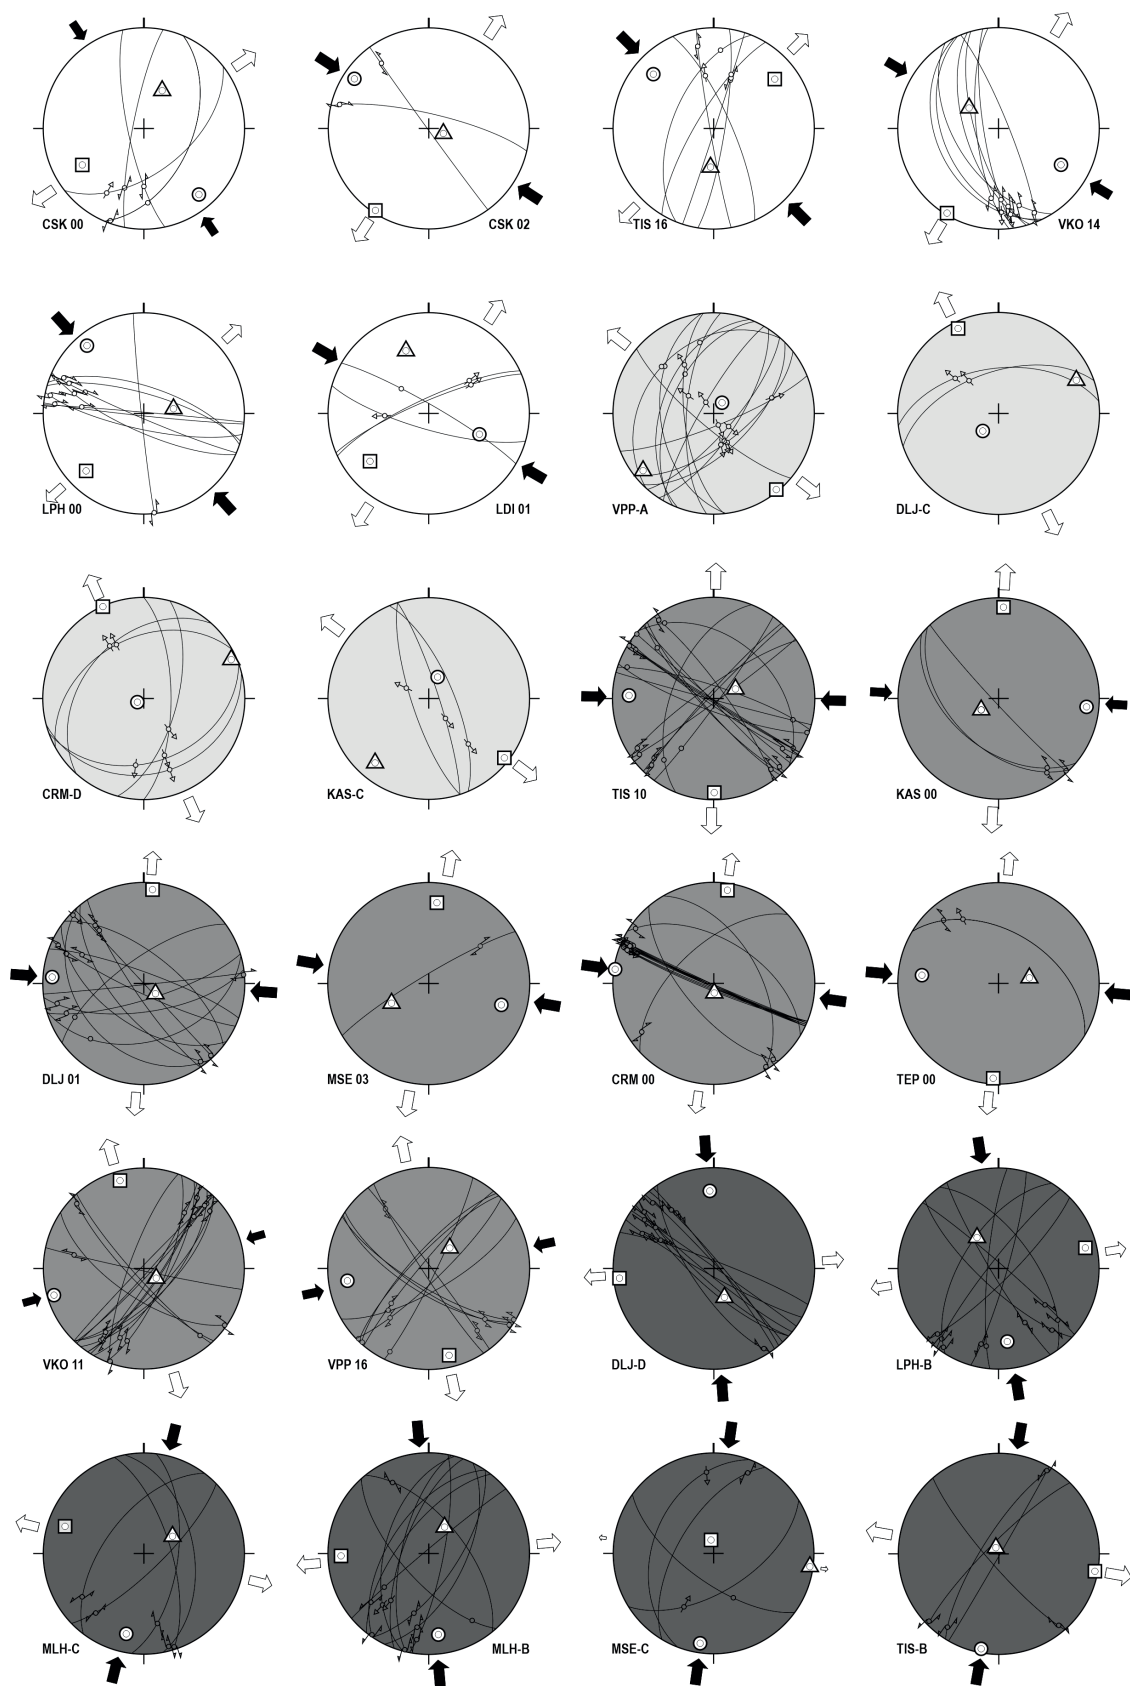 CSK 00
CSK 02
TIS 16
VKO 14
LPH 00
LDI 01
VPP-A
DLJ-C
CRM-D
KAS-C
TIS 10
KAS 00
DLJ 01
MSE 03
CRM 00
TEP 00
VKO 11
VPP 16
DLJ-D
LPH-B
MLH-C
MLH-B
MSE-C
TIS-B